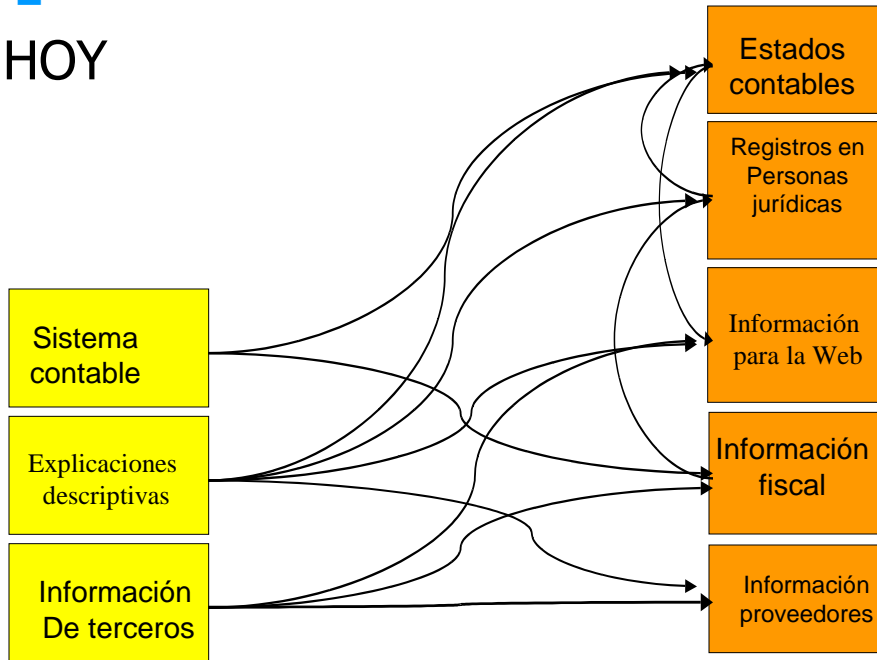 HOY
Sistema
contable
Explicaciones
descriptivas
Información
De terceros
Estados
contables
Registros en
Personas
jurídicas
Información
para la Web
Información
fiscal
Información
proveedores